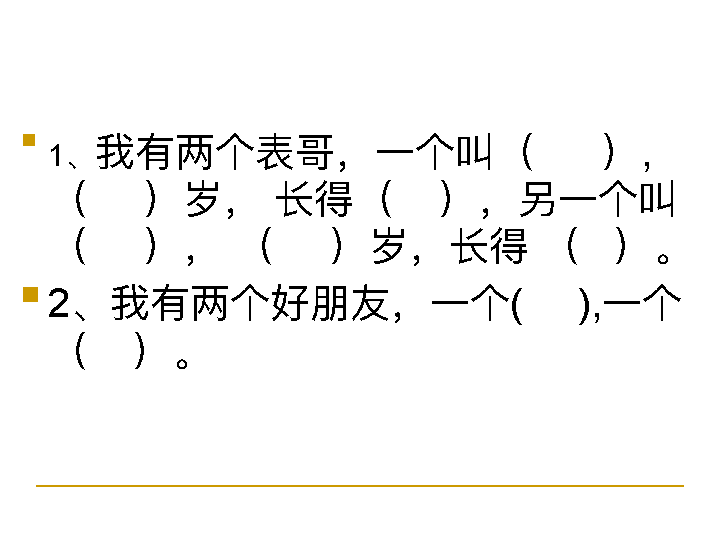 1、我有两个表哥，一个叫（　 ），
（　 ）岁， 长得（　），另一个叫
（　 ）， （　 ）岁，长得 （　）。
2、我有两个好朋友，一个(　 ),一个
（　）。